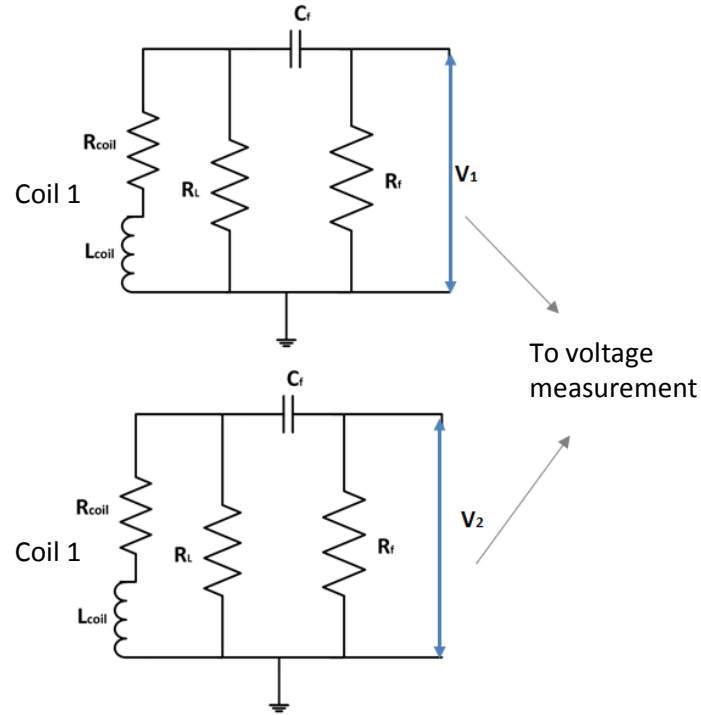 Cf
Rcoil
Coil 1
RL
Rf
V1
Lcoil
To voltage
measurement
Cf
Rcoil
V2
Coil 1
RL
Rf
Lcoil